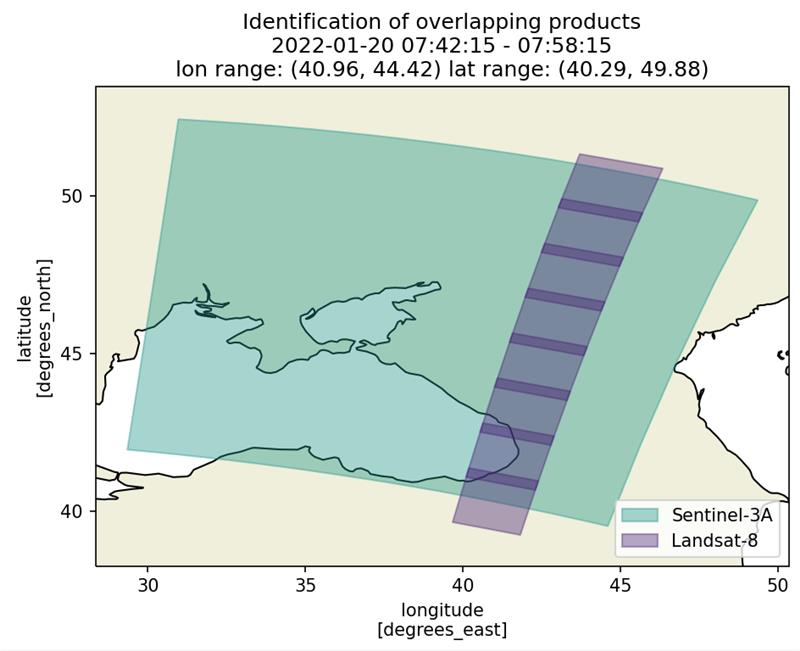 Identification of overlapping products
2022-01-20 07:42:15 - 07:58:15
lon range: (40.96, 44.42) lat range: (40.29, 49.88)
50
45
40
latitude
[degrees_north]
Sentinel-3A
Landsat-8
30
35
40
45
50
longitude
[degrees_east]